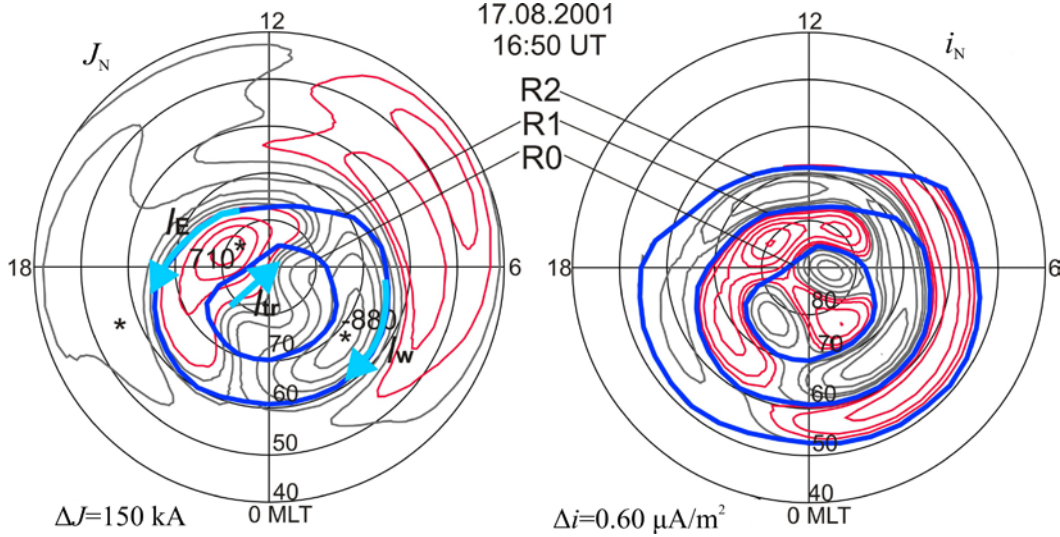 17.08.2001
16:50 UT
J_N
i_N
12
12
R2
R1
R0
I_E
710*
18
6
18
6
I_tr
*
-880
*
I_w
80
70
70
60
60
50
50
40
40
ΔJ=150 kA
0 MLT
Δi=0.60 μA/m²
0 MLT